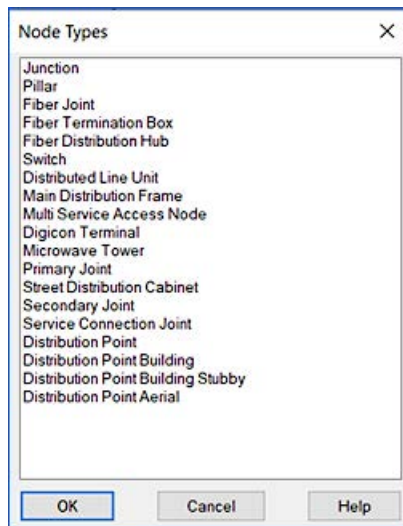 Node Types
Junction
Pillar
Fiber Joint
Fiber Termination Box
Fiber Distribution Hub
Switch
Distributed Line Unit
Main Distribution Frame
Multi Service Access Node
Digicon Terminal
Microwave Tower
Primary Joint
Street Distribution Cabinet
Secondary Joint
Service Connection Joint
Distribution Point
Distribution Point Building
Distribution Point Building Stubby
Distribution Point Aerial
OK Cancel Help